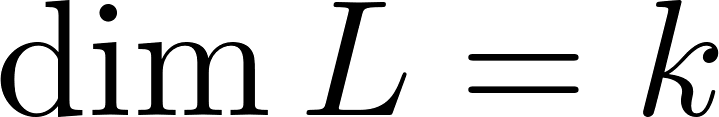 dim L = k